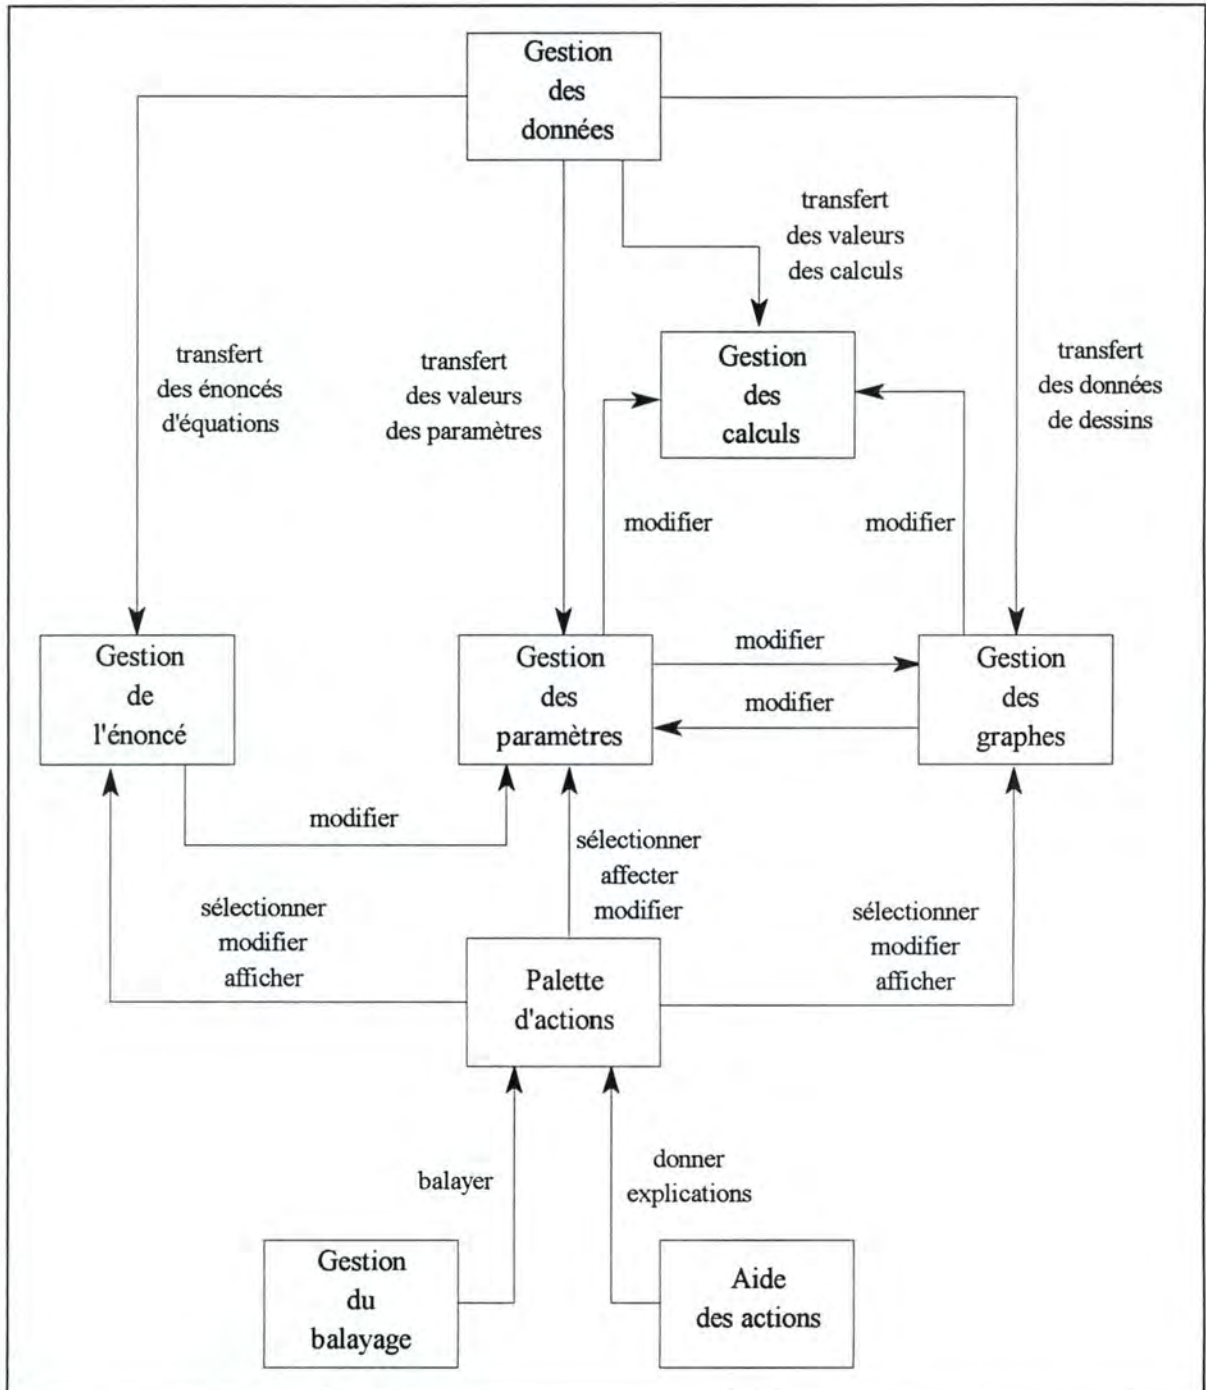 Gestion
des
données
transfert
des valeurs
des calculs
transfert
des énoncés
d'équations
transfert
des valeurs
des paramètres
Gestion
des
calculs
transfert
des données
de dessins
modifier
modifier
Gestion
de
l'énoncé
Gestion
des
paramètres
modifier
modifier
Gestion
des
graphes
modifier
sélectionner
affecter
modifier
sélectionner
modifier
afficher
sélectionner
modifier
afficher
Palette
d'actions
balayer
donner
explications
Gestion
du
balayage
Aide
des actions